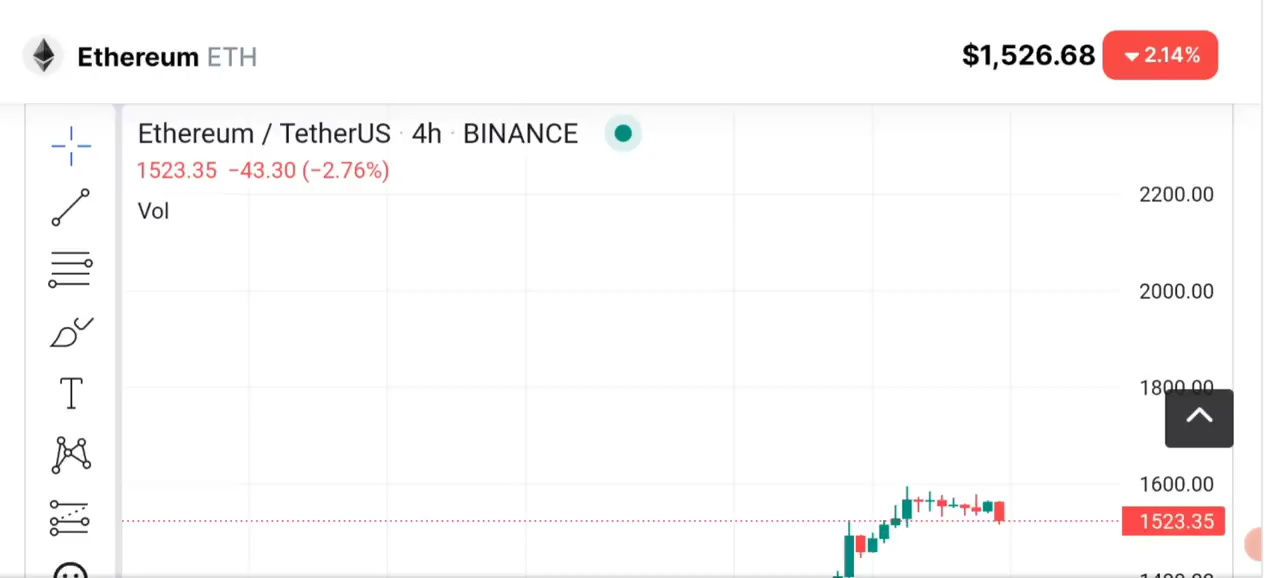 Ethereum ETH
$1,526.68 2.14%
Ethereum / TetherUS · 4h · BINANCE
1523.35 −43.30 (−2.76%)
Vol
2200.00
2000.00
1800.00
1600.00
1523.35